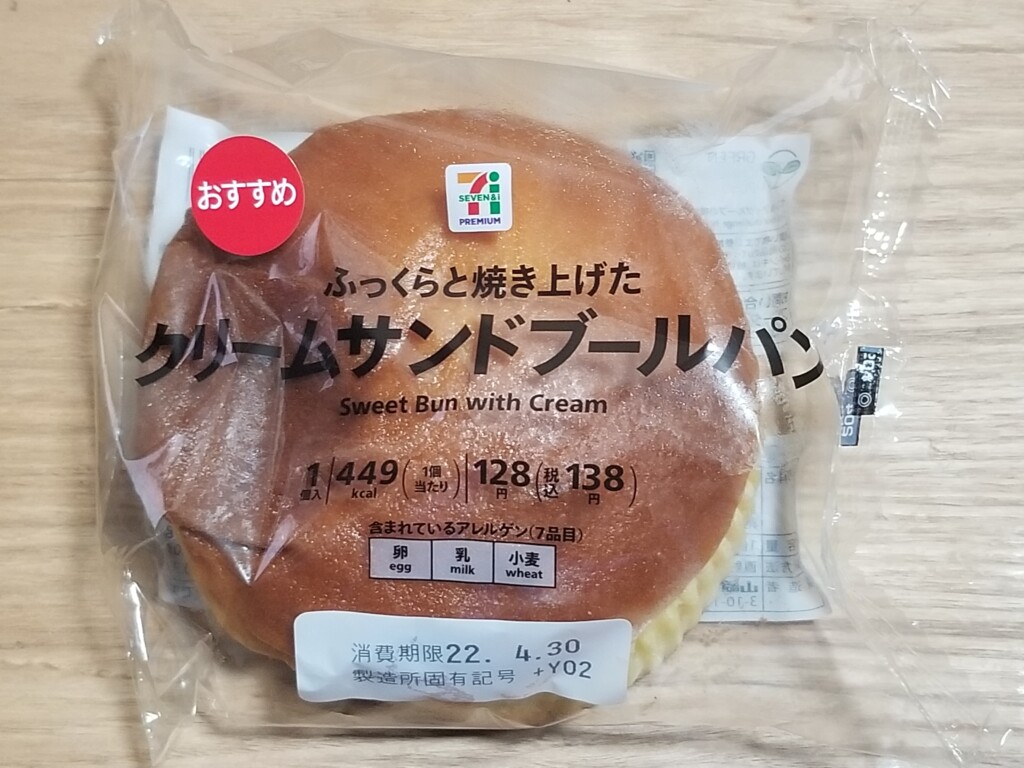 おすすめ
SEVEN&i
PREMIUM
ふっくらと焼き上げた
クリームサンドブールパン
Sweet Bun with Cream
1個入 449kcal(1個当たり) 128円(税込138円)
含まれているアレルゲン(7品目)
卵 乳 小麦
egg milk wheat
消費期限22. 4.30
製造所固有記号 +Y02